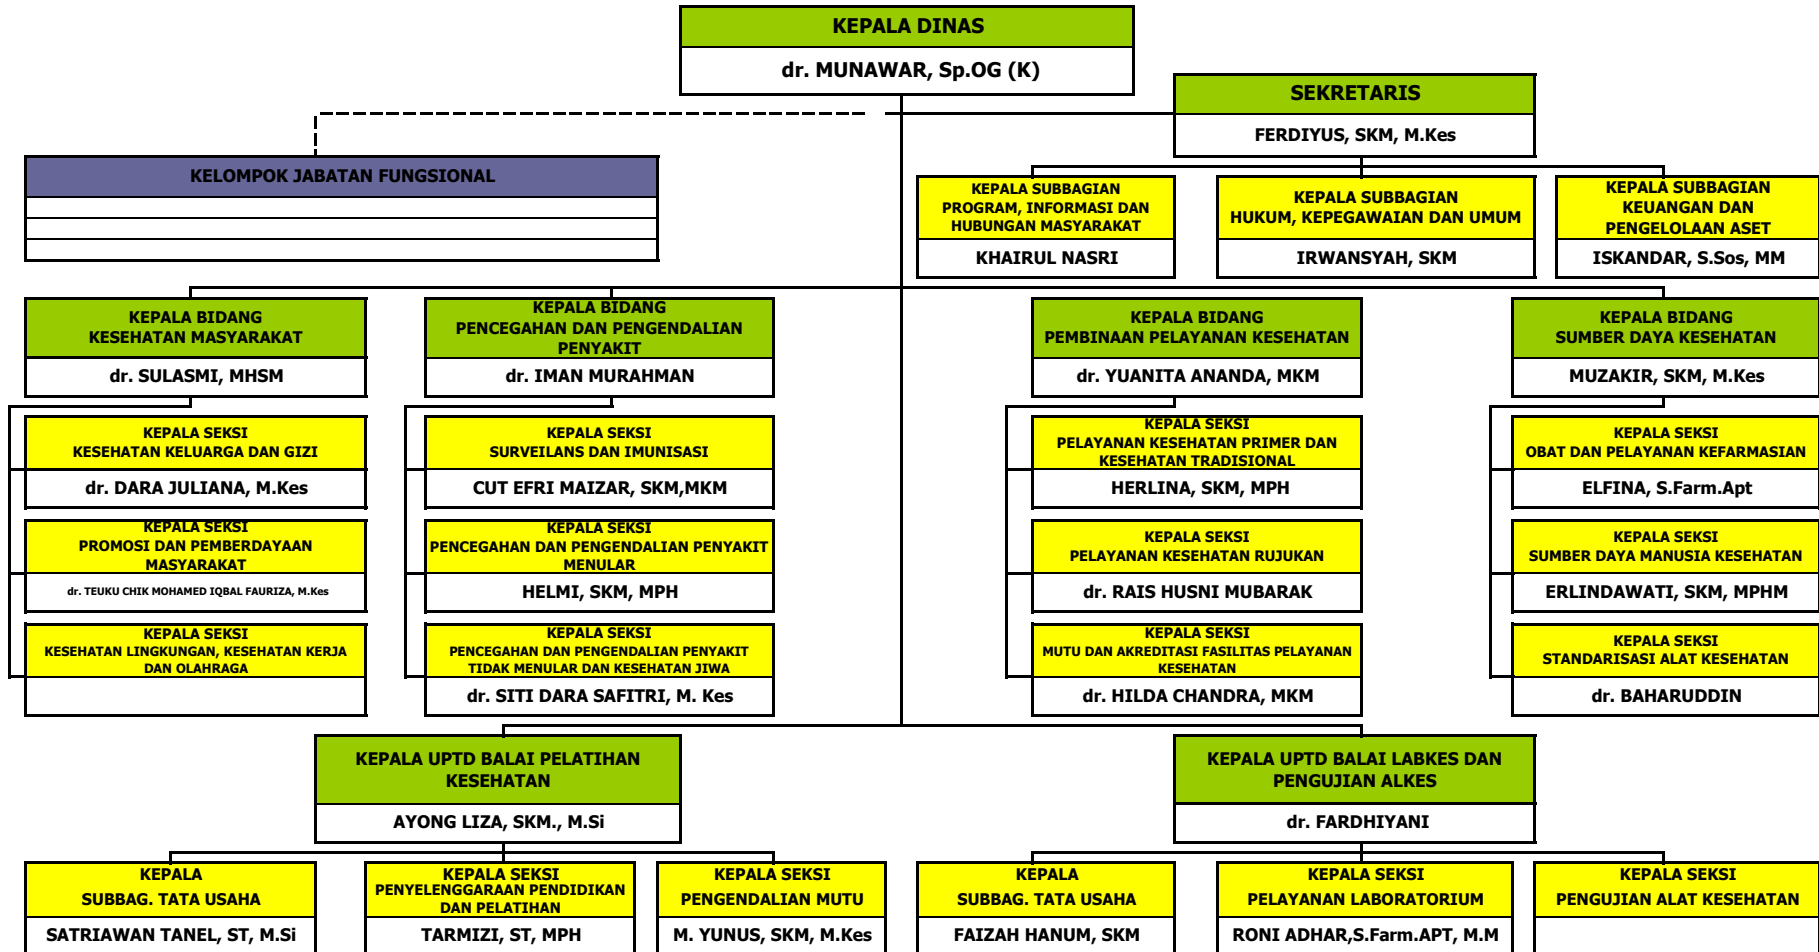 KEPALA DINAS
dr. MUNAWAR, Sp.OG (K)
SEKRETARIS
FERDIYUS, SKM, M.Kes
KELOMPOK JABATAN FUNGSIONAL
KEPALA SUBBAGIAN
PROGRAM, INFORMASI DAN
HUBUNGAN MASYARAKAT
KHAIRUL NASRI
KEPALA SUBBAGIAN
HUKUM, KEPEGAWAIAN DAN UMUM
IRWANSYAH, SKM
KEPALA SUBBAGIAN
KEUANGAN DAN
PENGELOLAAN ASET
ISKANDAR, S.Sos, MM
KEPALA BIDANG
KESEHATAN MASYARAKAT
dr. SULASMI, MHSM
KEPALA SEKSI
KESEHATAN KELUARGA DAN GIZI
dr. DARA JULIANA, M.Kes
KEPALA SEKSI
PROMOSI DAN PEMBERDAYAAN
MASYARAKAT
dr. TEUKU CHIK MOHAMED IQBAL FAURIZA, M.Kes
KEPALA SEKSI
KESEHATAN LINGKUNGAN, KESEHATAN KERJA
DAN OLAHRAGA
KEPALA BIDANG
PENCEGAHAN DAN PENGENDALIAN
PENYAKIT
dr. IMAN MURAHMAN
KEPALA SEKSI
SURVEILANS DAN IMUNISASI
CUT EFRI MAIZAR, SKM,MKM
KEPALA SEKSI
PENCEGAHAN DAN PENGENDALIAN PENYAKIT
MENULAR
HELMI, SKM, MPH
KEPALA SEKSI
PENCEGAHAN DAN PENGENDALIAN PENYAKIT
TIDAK MENULAR DAN KESEHATAN JIWA
dr. SITI DARA SAFITRI, M. Kes
KEPALA BIDANG
PEMBINAAN PELAYANAN KESEHATAN
dr. YUANITA ANANDA, MKM
KEPALA SEKSI
PELAYANAN KESEHATAN PRIMER DAN
KESEHATAN TRADISIONAL
HERLINA, SKM, MPH
KEPALA SEKSI
PELAYANAN KESEHATAN RUJUKAN
dr. RAIS HUSNI MUBARAK
KEPALA SEKSI
MUTU DAN AKREDITASI FASILITAS PELAYANAN
KESEHATAN
dr. HILDA CHANDRA, MKM
KEPALA BIDANG
SUMBER DAYA KESEHATAN
MUZAKIR, SKM, M.Kes
KEPALA SEKSI
OBAT DAN PELAYANAN KEFARMASIAN
ELFINA, S.Farm.Apt
KEPALA SEKSI
SUMBER DAYA MANUSIA KESEHATAN
ERLINDAWATI, SKM, MPHM
KEPALA SEKSI
STANDARISASI ALAT KESEHATAN
dr. BAHARUDDIN
KEPALA UPTD BALAI PELATIHAN
KESEHATAN
AYONG LIZA, SKM., M.Si
KEPALA
SUBBAG. TATA USAHA
SATRIAWAN TANEL, ST, M.Si
KEPALA SEKSI
PENYELENGGARAAN PENDIDIKAN
DAN PELATIHAN
TARMIZI, ST, MPH
KEPALA SEKSI
PENGENDALIAN MUTU
M. YUNUS, SKM, M.Kes
KEPALA UPTD BALAI LABKES DAN
PENGUJIAN ALKES
dr. FARDHIYANI
KEPALA
SUBBAG. TATA USAHA
FAIZAH HANUM, SKM
KEPALA SEKSI
PELAYANAN LABORATORIUM
RONI ADHAR,S.Farm.APT, M.M
KEPALA SEKSI
PENGUJIAN ALAT KESEHATAN